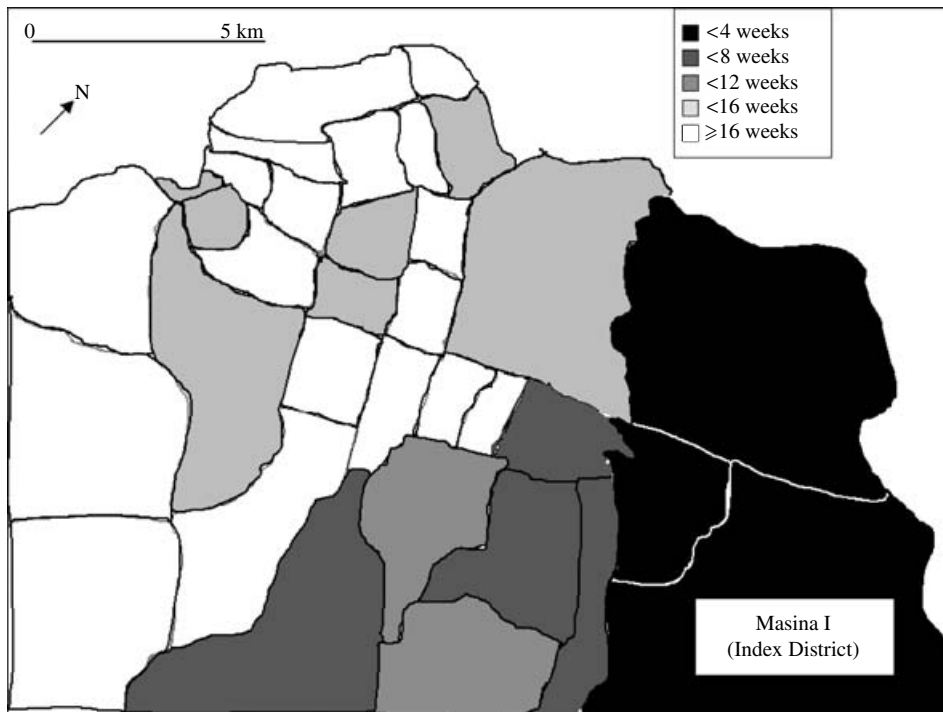 0 5 km
N
<4 weeks
<8 weeks
<12 weeks
<16 weeks
⩾16 weeks
Masina I
(Index District)